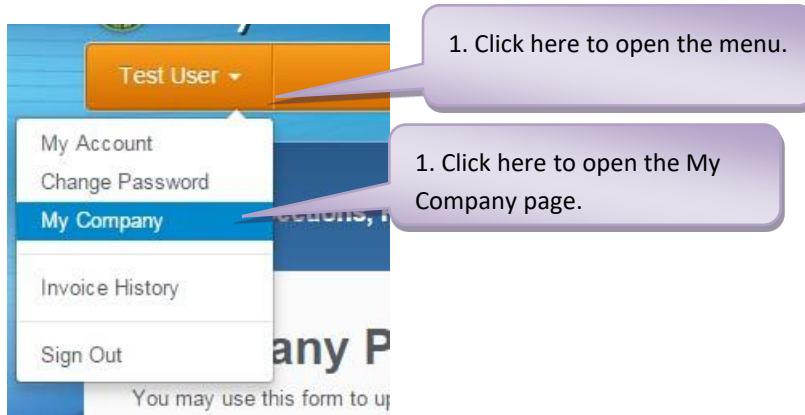 Test User
1. Click here to open the menu.
My Account
Change Password
My Company
Invoice History
Sign Out
1. Click here to open the My
Company page.
any P
You may use this form to up